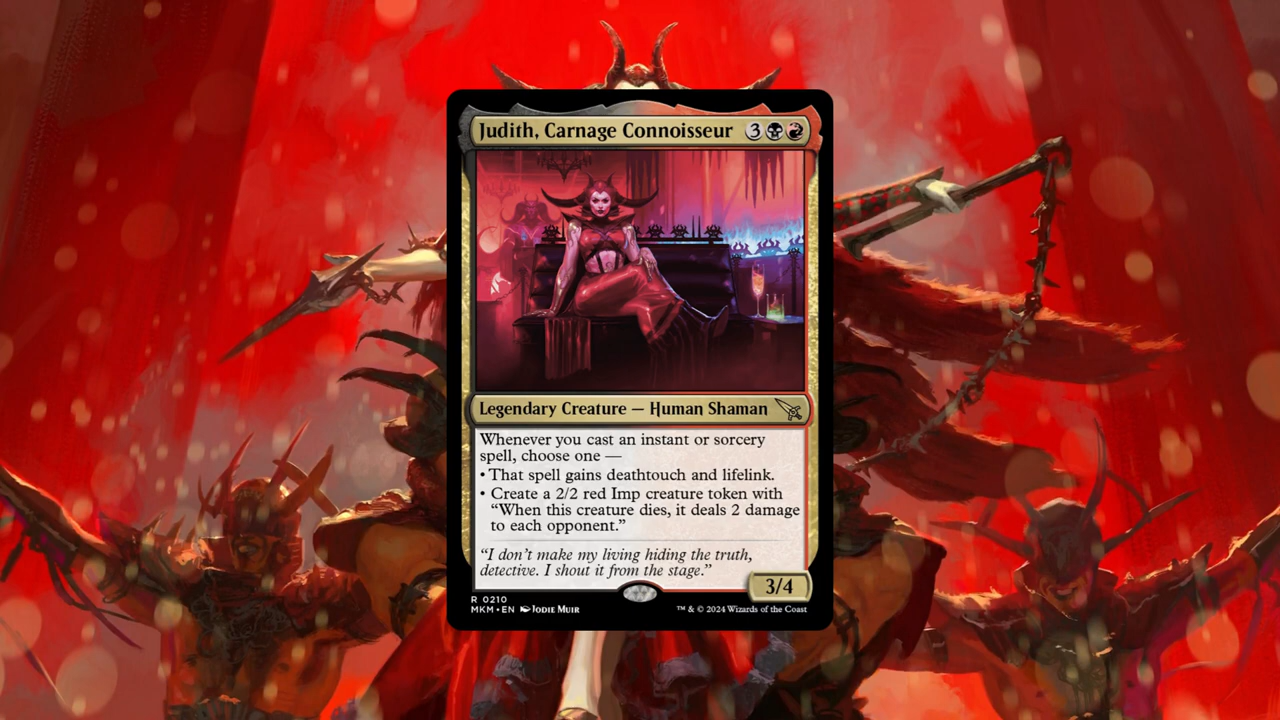 Judith, Carnage Connoisseur 3
Legendary Creature — Human Shaman
Whenever you cast an instant or sorcery
spell, choose one —
• That spell gains deathtouch and lifelink.
• Create a 2/2 red Imp creature token with
“When this creature dies, it deals 2 damage
to each opponent.”
“I don’t make my living hiding the truth,
detective. I shout it from the stage.”
3/4
R 0210
MKM • EN Jodie Muir
™ & © 2024 Wizards of the Coast